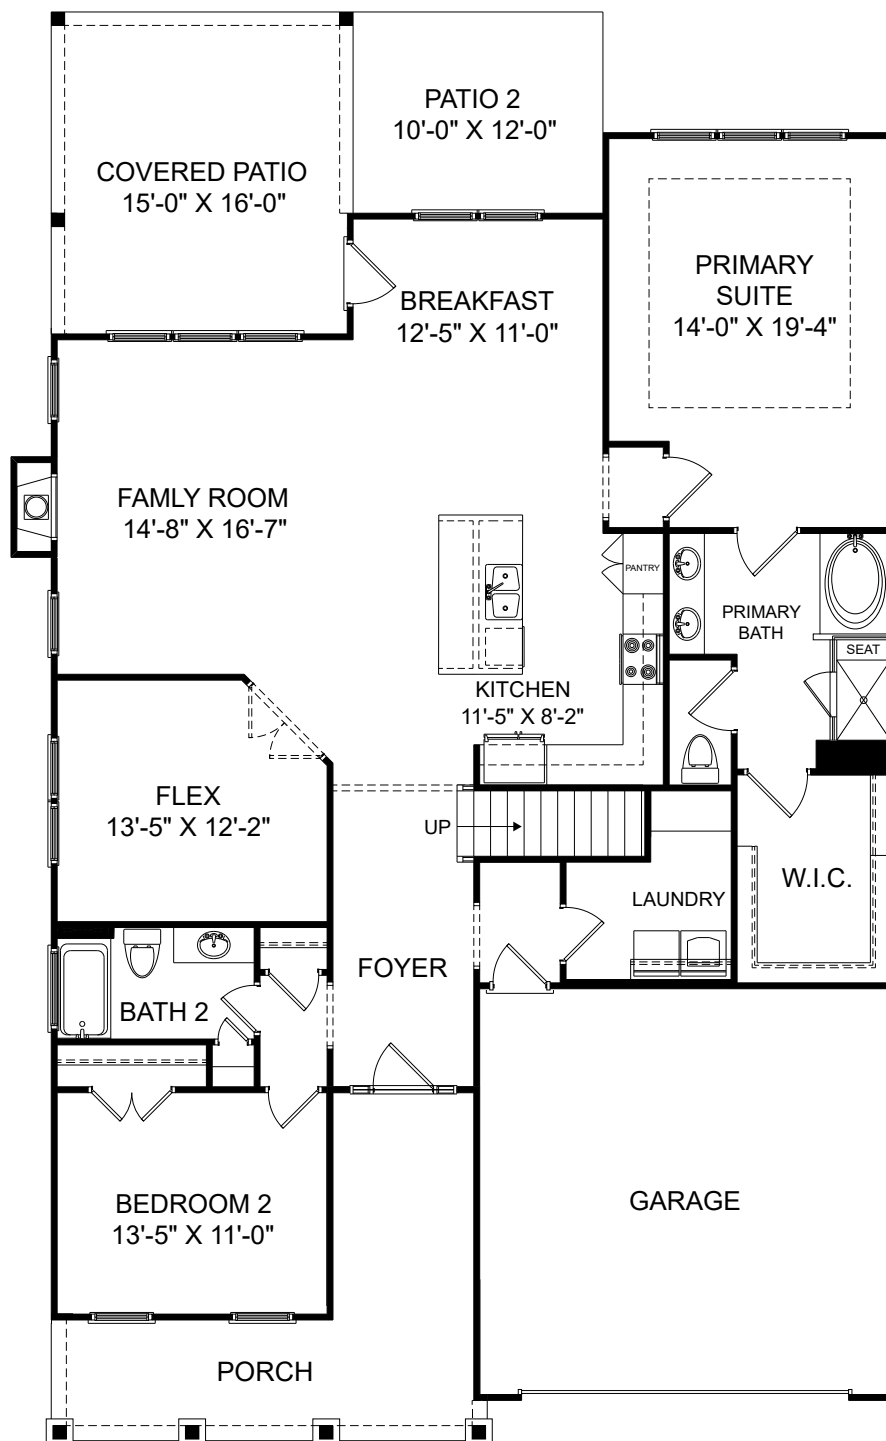 PATIO 2
10'-0" X 12'-0"
COVERED PATIO
15'-0" X 16'-0"
PRIMARY
SUITE
14'-0" X 19'-4"
BREAKFAST
12'-5" X 11'-0"
FAMLY ROOM
14'-8" X 16'-7"
PANTRY
PRIMARY
BATH
SEAT
KITCHEN
11'-5" X 8'-2"
FLEX
13'-5" X 12'-2"
UP
W.I.C.
LAUNDRY
FOYER
BATH 2
BEDROOM 2
13'-5" X 11'-0"
GARAGE
PORCH